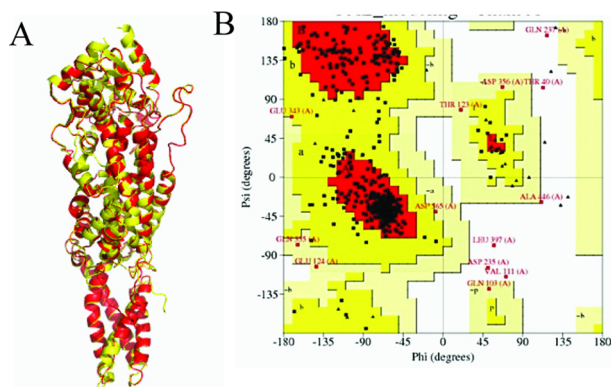 A
B
180
135
90
45
0
-45
-90
-135
Psi (degrees)
GLN 237 (A)
ASP 356 (A)
THR 40 (A)
THR 123 (A)
GLU 343 (A)
b
a
~b
ASP 365 (A)
~a
ALA 446 (A)
GLN 355 (A)
LEU 397 (A)
GLU 124 (A)
ASP 235 (A)
VAL 111 (A)
GLN 103 (A)
~p
p
~b
~b
-180
-135
-90
-45
0
45
90
135
180
Phi (degrees)